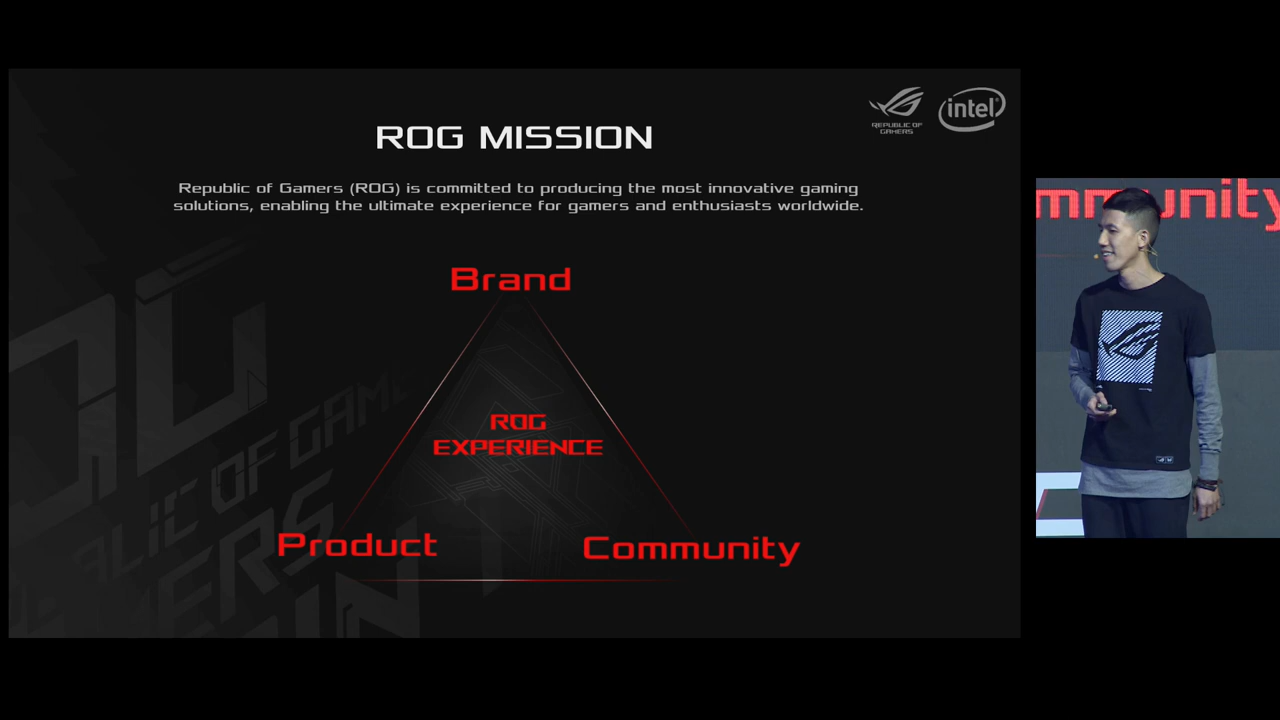 REPUBLIC OF
GAMERS
intel
ROG MISSION
Republic of Gamers (ROG) is committed to producing the most innovative gaming
solutions, enabling the ultimate experience for gamers and enthusiasts worldwide.
Brand
ROG
EXPERIENCE
Product
Community
mmunity